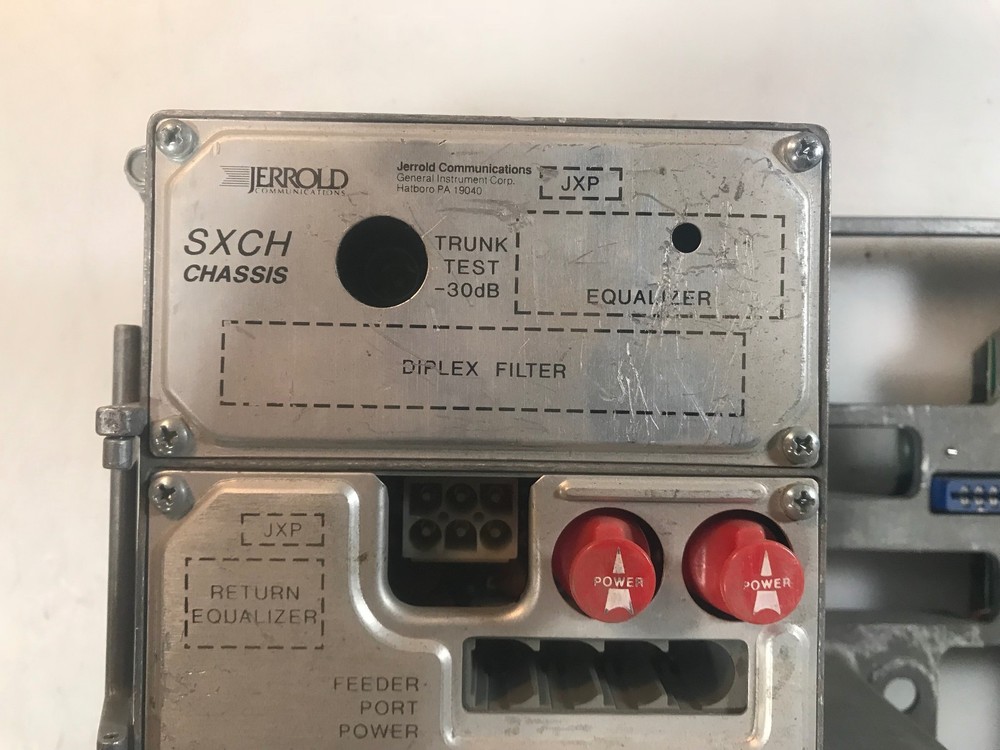 JERROLD
COMMUNICATIONS
Jerrold Communications
General Instrument Corp.
Hatboro PA 19040
JXP
SXCH
CHASSIS
TRUNK
TEST
-30dB
EQUALIZER
DIPLEX FILTER
JXP
RETURN
EQUALIZER
POWER
POWER
FEEDER
PORT
POWER